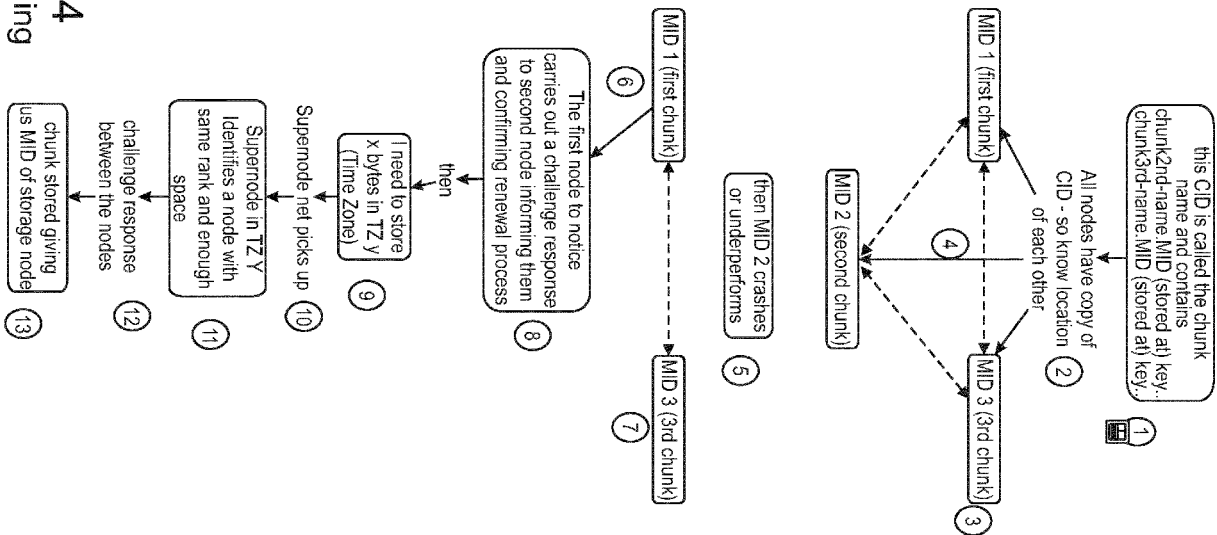 this CID is called the chunk
name and contains
chunk2nd-name.MID (stored at) key..
chunk3rd-name.MID (stored at) key..
1
All nodes have copy of
CID - so know location
of each other
2
MID 1 (first chunk)
MID 3 (3rd chunk)
3
4
MID 2 (second chunk)
then MID 2 crashes
or underperforms
5
MID 1 (first chunk)
MID 3 (3rd chunk)
6
7
The first node to notice
carries out a challenge response
to second node informing them
and confirming renewal process
8
then
I need to store
x bytes in TZ y
(Time Zone)
9
Supernode net picks up
10
Supernode in TZ Y
Identifies a node with
same rank and enough
space
11
challenge response
between the nodes
12
chunk stored giving
us MID of storage node
13
4
ing